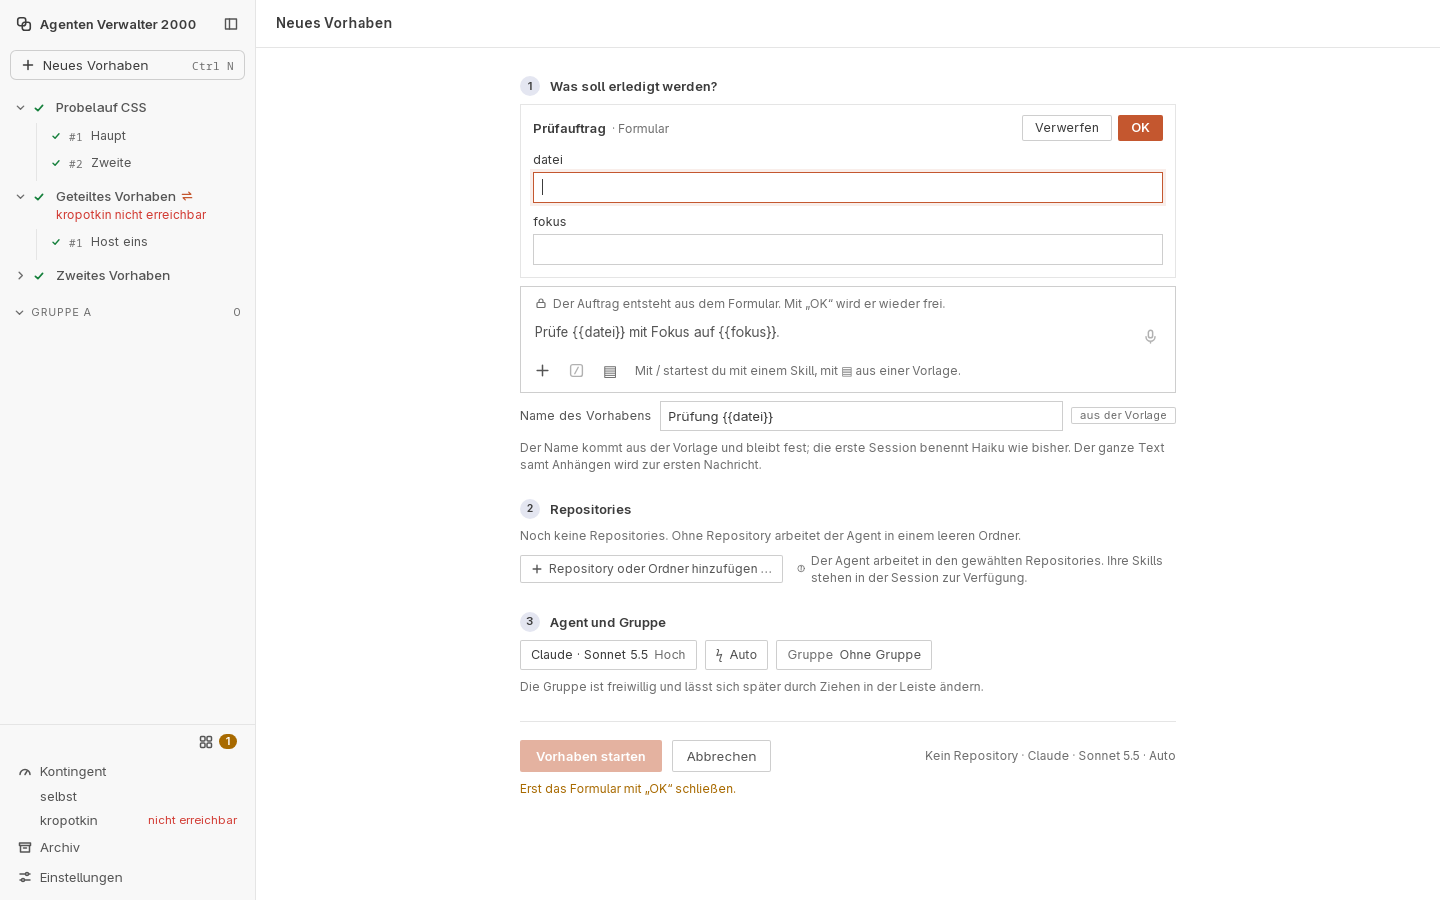 Agenten Verwalter 2000
Neues Vorhaben Ctrl N
Probelauf CSS
#1 Haupt
#2 Zweite
Geteiltes Vorhaben
kropotkin nicht erreichbar
#1 Host eins
Zweites Vorhaben
GRUPPE A 0
1
Kontingent
selbst
kropotkin nicht erreichbar
Archiv
Einstellungen
Neues Vorhaben
1 Was soll erledigt werden?
Prüfauftrag · Formular Verwerfen OK
datei
fokus
Der Auftrag entsteht aus dem Formular. Mit „OK“ wird er wieder frei.
Prüfe {{datei}} mit Fokus auf {{fokus}}.
Mit / startest du mit einem Skill, mit ▤ aus einer Vorlage.
Name des Vorhabens Prüfung {{datei}} aus der Vorlage
Der Name kommt aus der Vorlage und bleibt fest; die erste Session benennt Haiku wie bisher. Der ganze Text
samt Anhängen wird zur ersten Nachricht.
2 Repositories
Noch keine Repositories. Ohne Repository arbeitet der Agent in einem leeren Ordner.
Repository oder Ordner hinzufügen …
Der Agent arbeitet in den gewählten Repositories. Ihre Skills
stehen in der Session zur Verfügung.
3 Agent und Gruppe
Claude · Sonnet 5.5 Hoch Auto Gruppe Ohne Gruppe
Die Gruppe ist freiwillig und lässt sich später durch Ziehen in der Leiste ändern.
Vorhaben starten Abbrechen Kein Repository · Claude · Sonnet 5.5 · Auto
Erst das Formular mit „OK“ schließen.